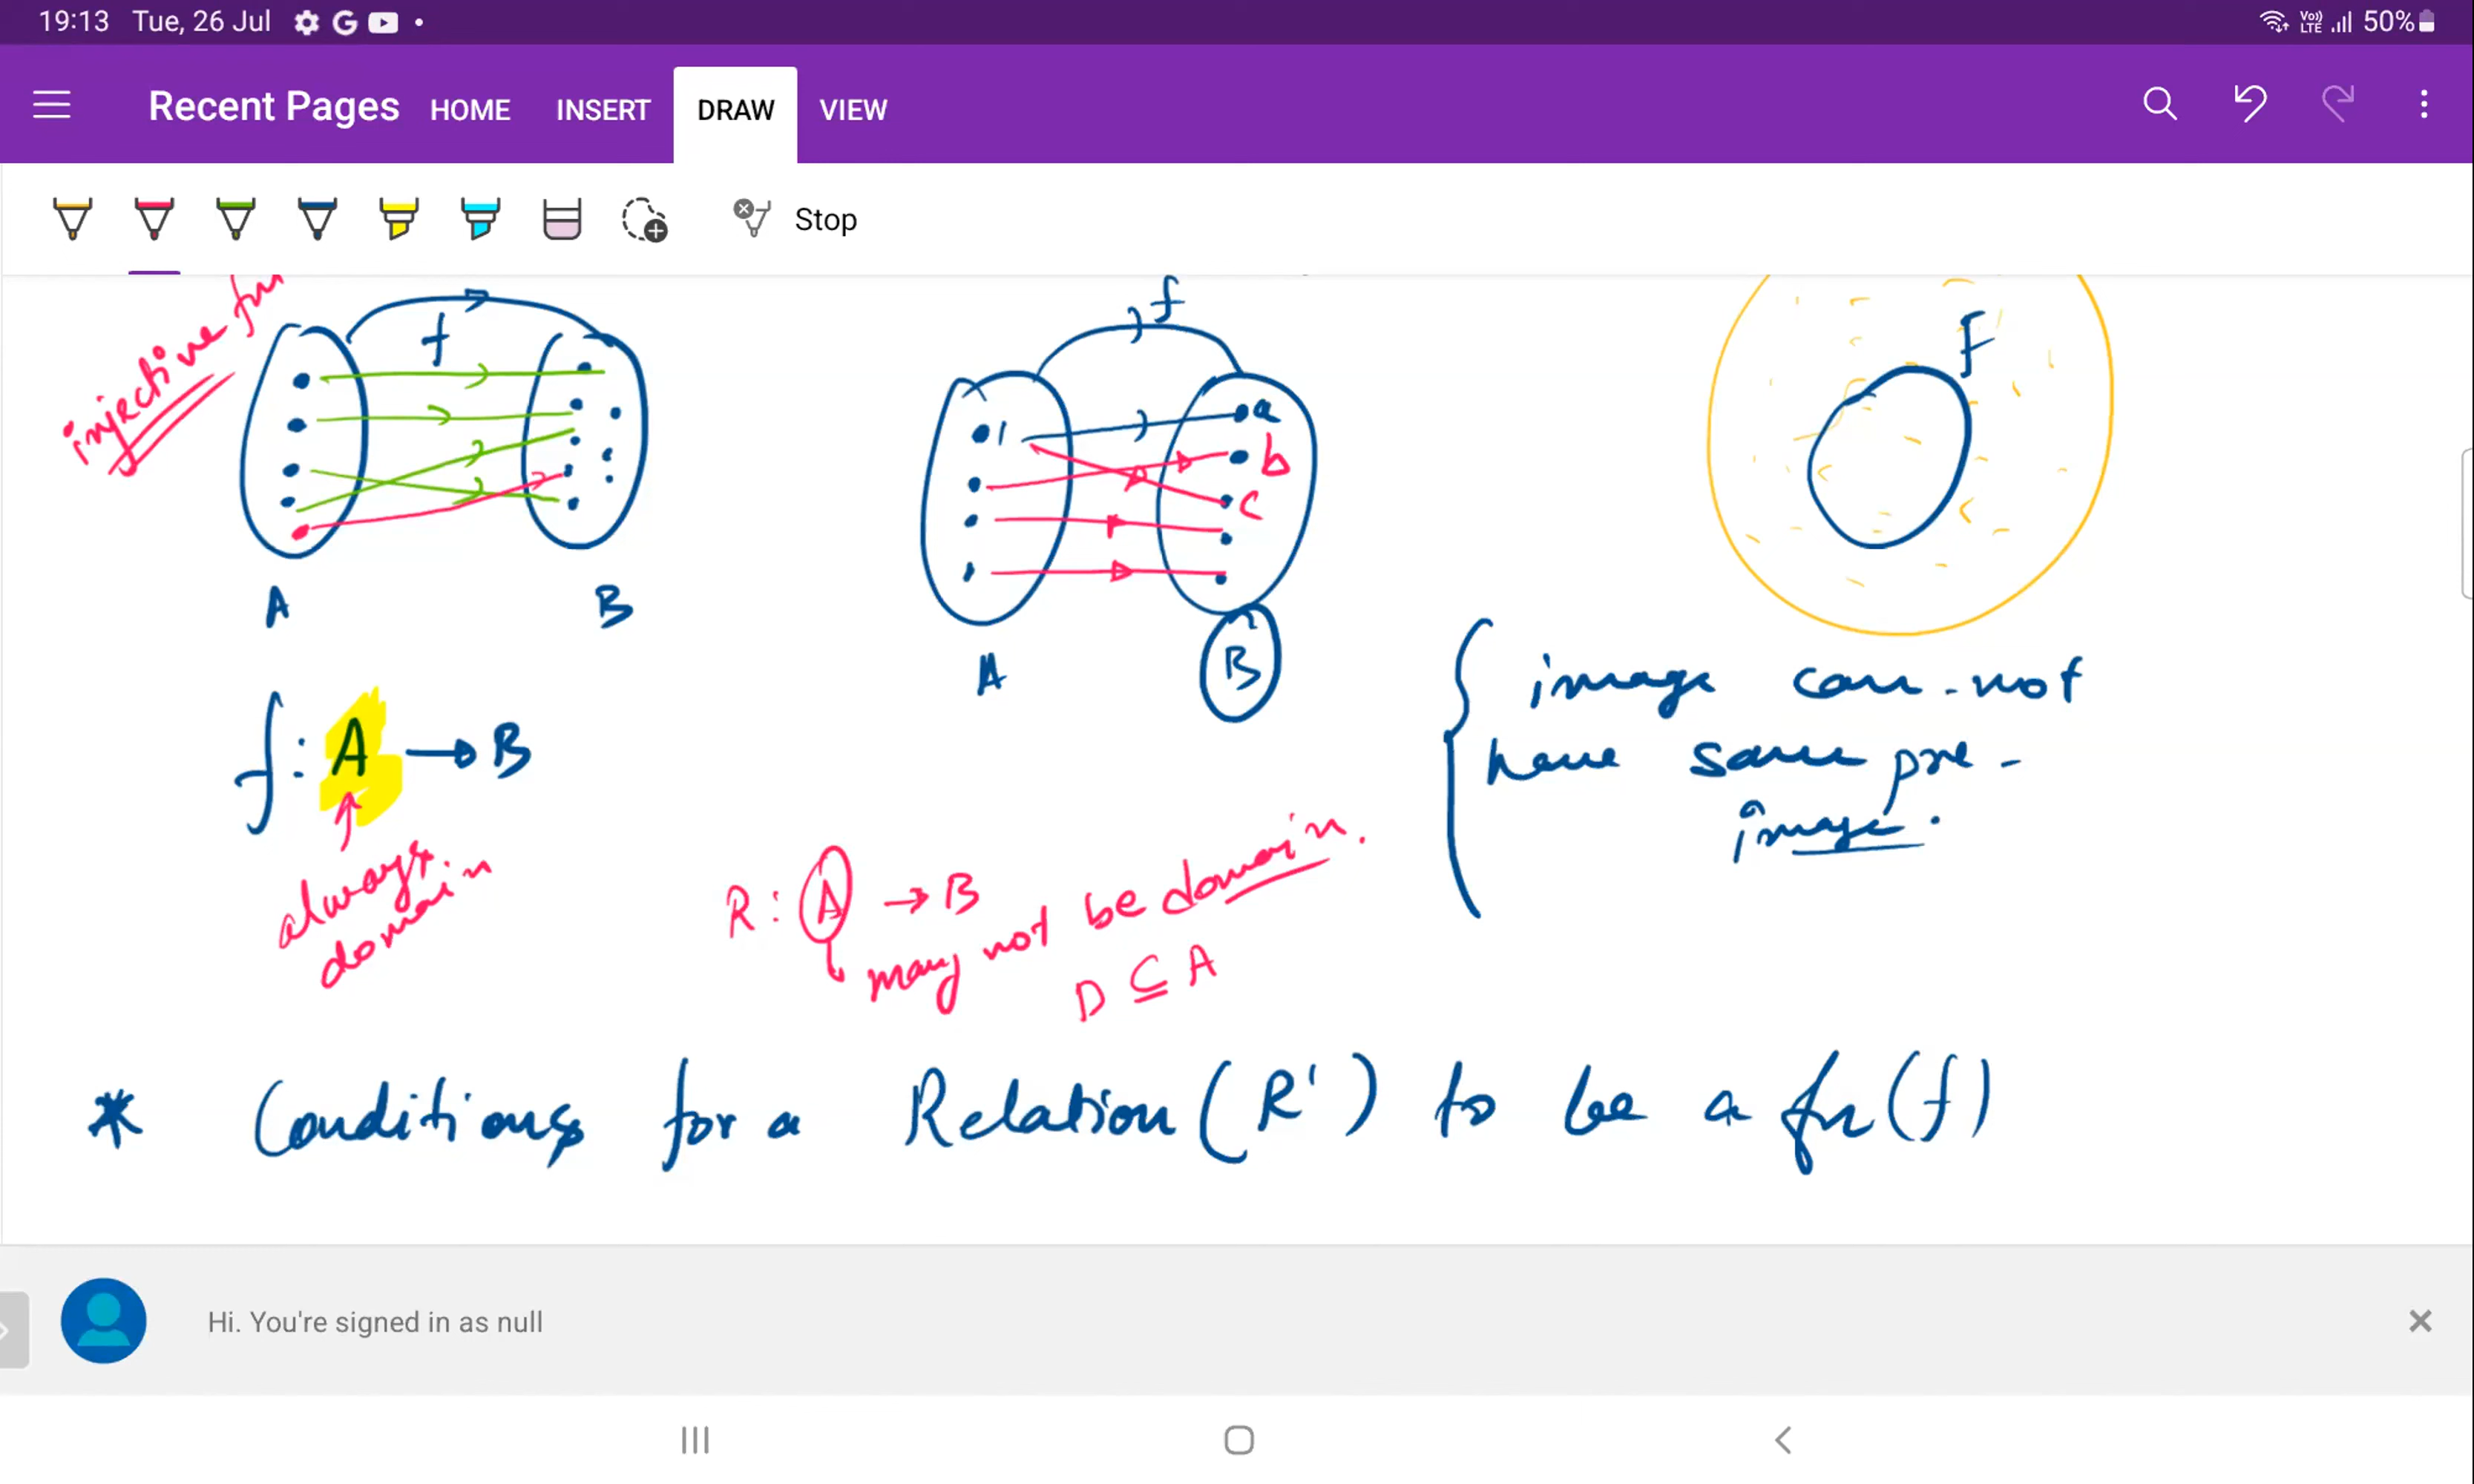 19:13 Tue, 26 Jul
Vo)) LTE 50%
Recent Pages HOME INSERT DRAW VIEW
Stop
injective fn
f
A
B
f
1
a
b
c
A
B
F
image can-not
have same pre-
image.
f: A → B
always
domain
R: A → B
may not be domain.
D ⊆ A
* Conditions for a Relation (R') to be a fn (f)
Hi. You're signed in as null